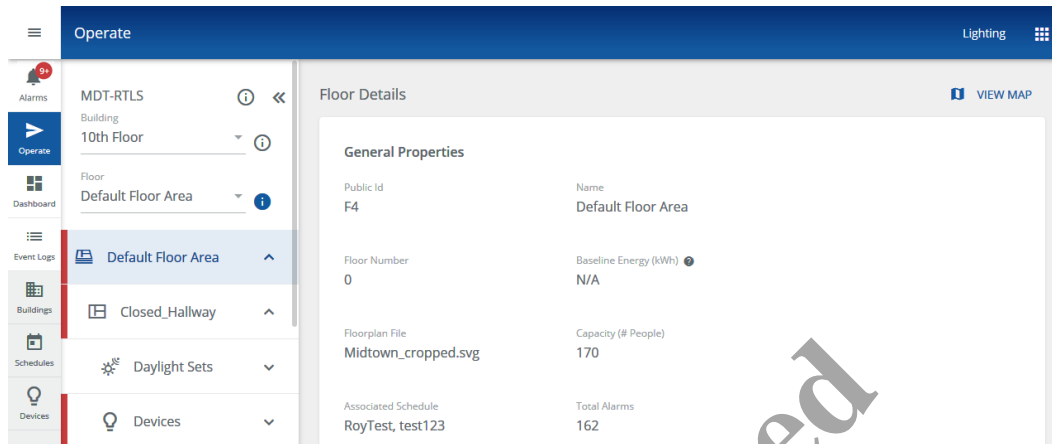 Operate
Lighting
9+
Alarms
Operate
Dashboard
Event Logs
Buildings
Schedules
Devices
MDT-RTLS
Building
10th Floor
Floor
Default Floor Area
Default Floor Area
Closed_Hallway
Daylight Sets
Devices
Floor Details
VIEW MAP
General Properties
Public Id
F4
Name
Default Floor Area
Floor Number
0
Baseline Energy (kWh)
N/A
Floorplan File
Midtown_cropped.svg
Capacity (# People)
170
Associated Schedule
RoyTest, test123
Total Alarms
162